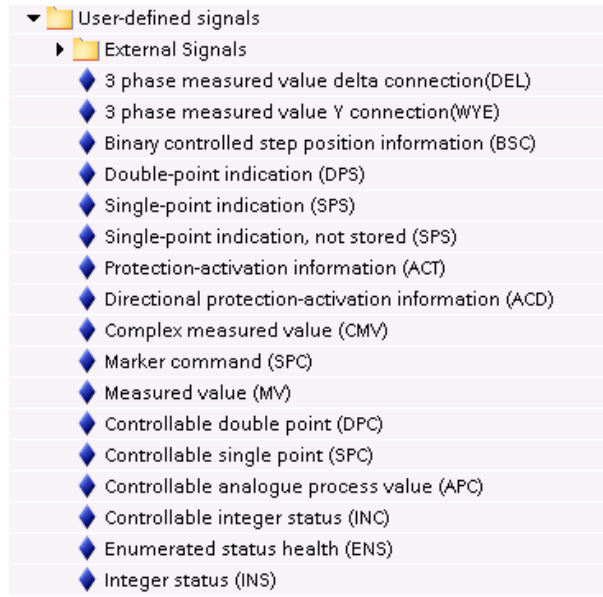 User-defined signals
External Signals
3 phase measured value delta connection(DEL)
3 phase measured value Y connection(WYE)
Binary controlled step position information (BSC)
Double-point indication (DPS)
Single-point indication (SPS)
Single-point indication, not stored (SPS)
Protection-activation information (ACT)
Directional protection-activation information (ACD)
Complex measured value (CMV)
Marker command (SPC)
Measured value (MV)
Controllable double point (DPC)
Controllable single point (SPC)
Controllable analogue process value (APC)
Controllable integer status (INC)
Enumerated status health (ENS)
Integer status (INS)